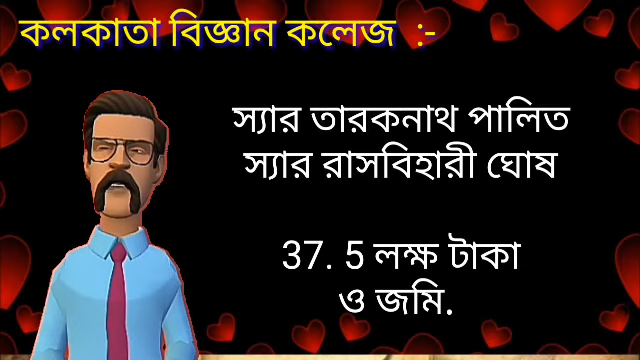 কলকাতা বিজ্ঞান কলেজ :-
স্যার তারকনাথ পালিত
স্যার রাসবিহারী ঘোষ
37. 5 লক্ষ টাকা
ও জমি.